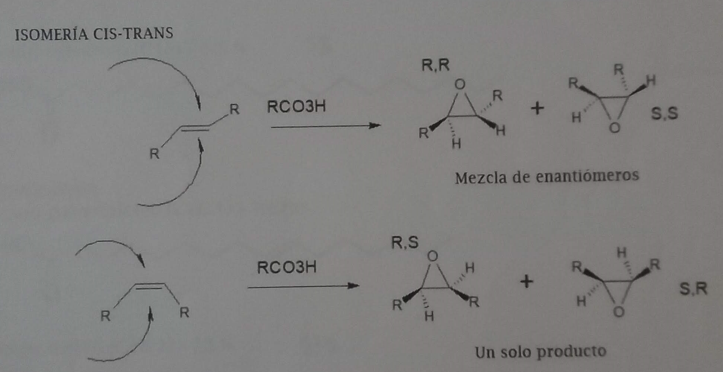 ISOMERÍA CIS-TRANS
R
R
RCO3H
R,R
O
R
R
H
H
+
R
R
H
H
O
S,S
Mezcla de enantiómeros
R
R
RCO3H
R,S
O
H
R
R
H
+
H
R
R
H
O
S,R
Un solo producto